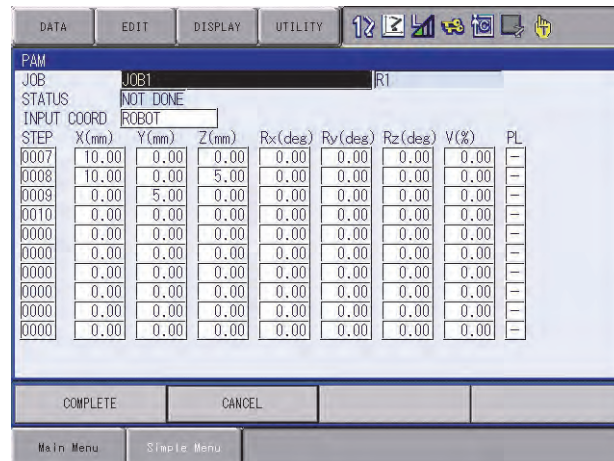 DATA EDIT DISPLAY UTILITY
PAM
JOB JOB1 R1
STATUS NOT DONE
INPUT COORD ROBOT
STEP X(mm) Y(mm) Z(mm) Rx(deg) Ry(deg) Rz(deg) V(%) PL
0007 10.00 0.00 0.00 0.00 0.00 0.00 0.00 -
0008 10.00 0.00 5.00 0.00 0.00 0.00 0.00 -
0009 0.00 5.00 0.00 0.00 0.00 0.00 0.00 -
0010 0.00 0.00 0.00 0.00 0.00 0.00 0.00 -
0000 0.00 0.00 0.00 0.00 0.00 0.00 0.00 -
0000 0.00 0.00 0.00 0.00 0.00 0.00 0.00 -
0000 0.00 0.00 0.00 0.00 0.00 0.00 0.00 -
0000 0.00 0.00 0.00 0.00 0.00 0.00 0.00 -
0000 0.00 0.00 0.00 0.00 0.00 0.00 0.00 -
0000 0.00 0.00 0.00 0.00 0.00 0.00 0.00 -
COMPLETE CANCEL
Main Menu Simple Menu